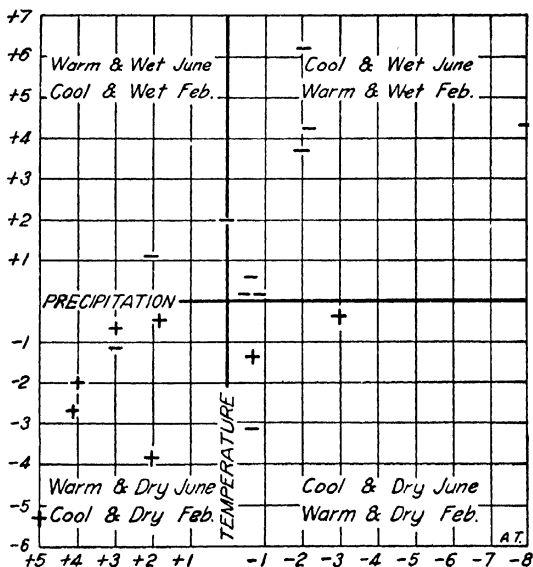 +7
+6
+5
+4
+3
+2
+1
-1
-2
-3
-4
-5
-6
Warm & Wet June
Cool & Wet Feb.
Cool & Wet June
Warm & Wet Feb.
PRECIPITATION
TEMPERATURE
Warm & Dry June
Cool & Dry Feb.
Cool & Dry June
Warm & Dry Feb.
A.T.
+5 +4 +3 +2 +1 -1 -2 -3 -4 -5 -6 -7 -8